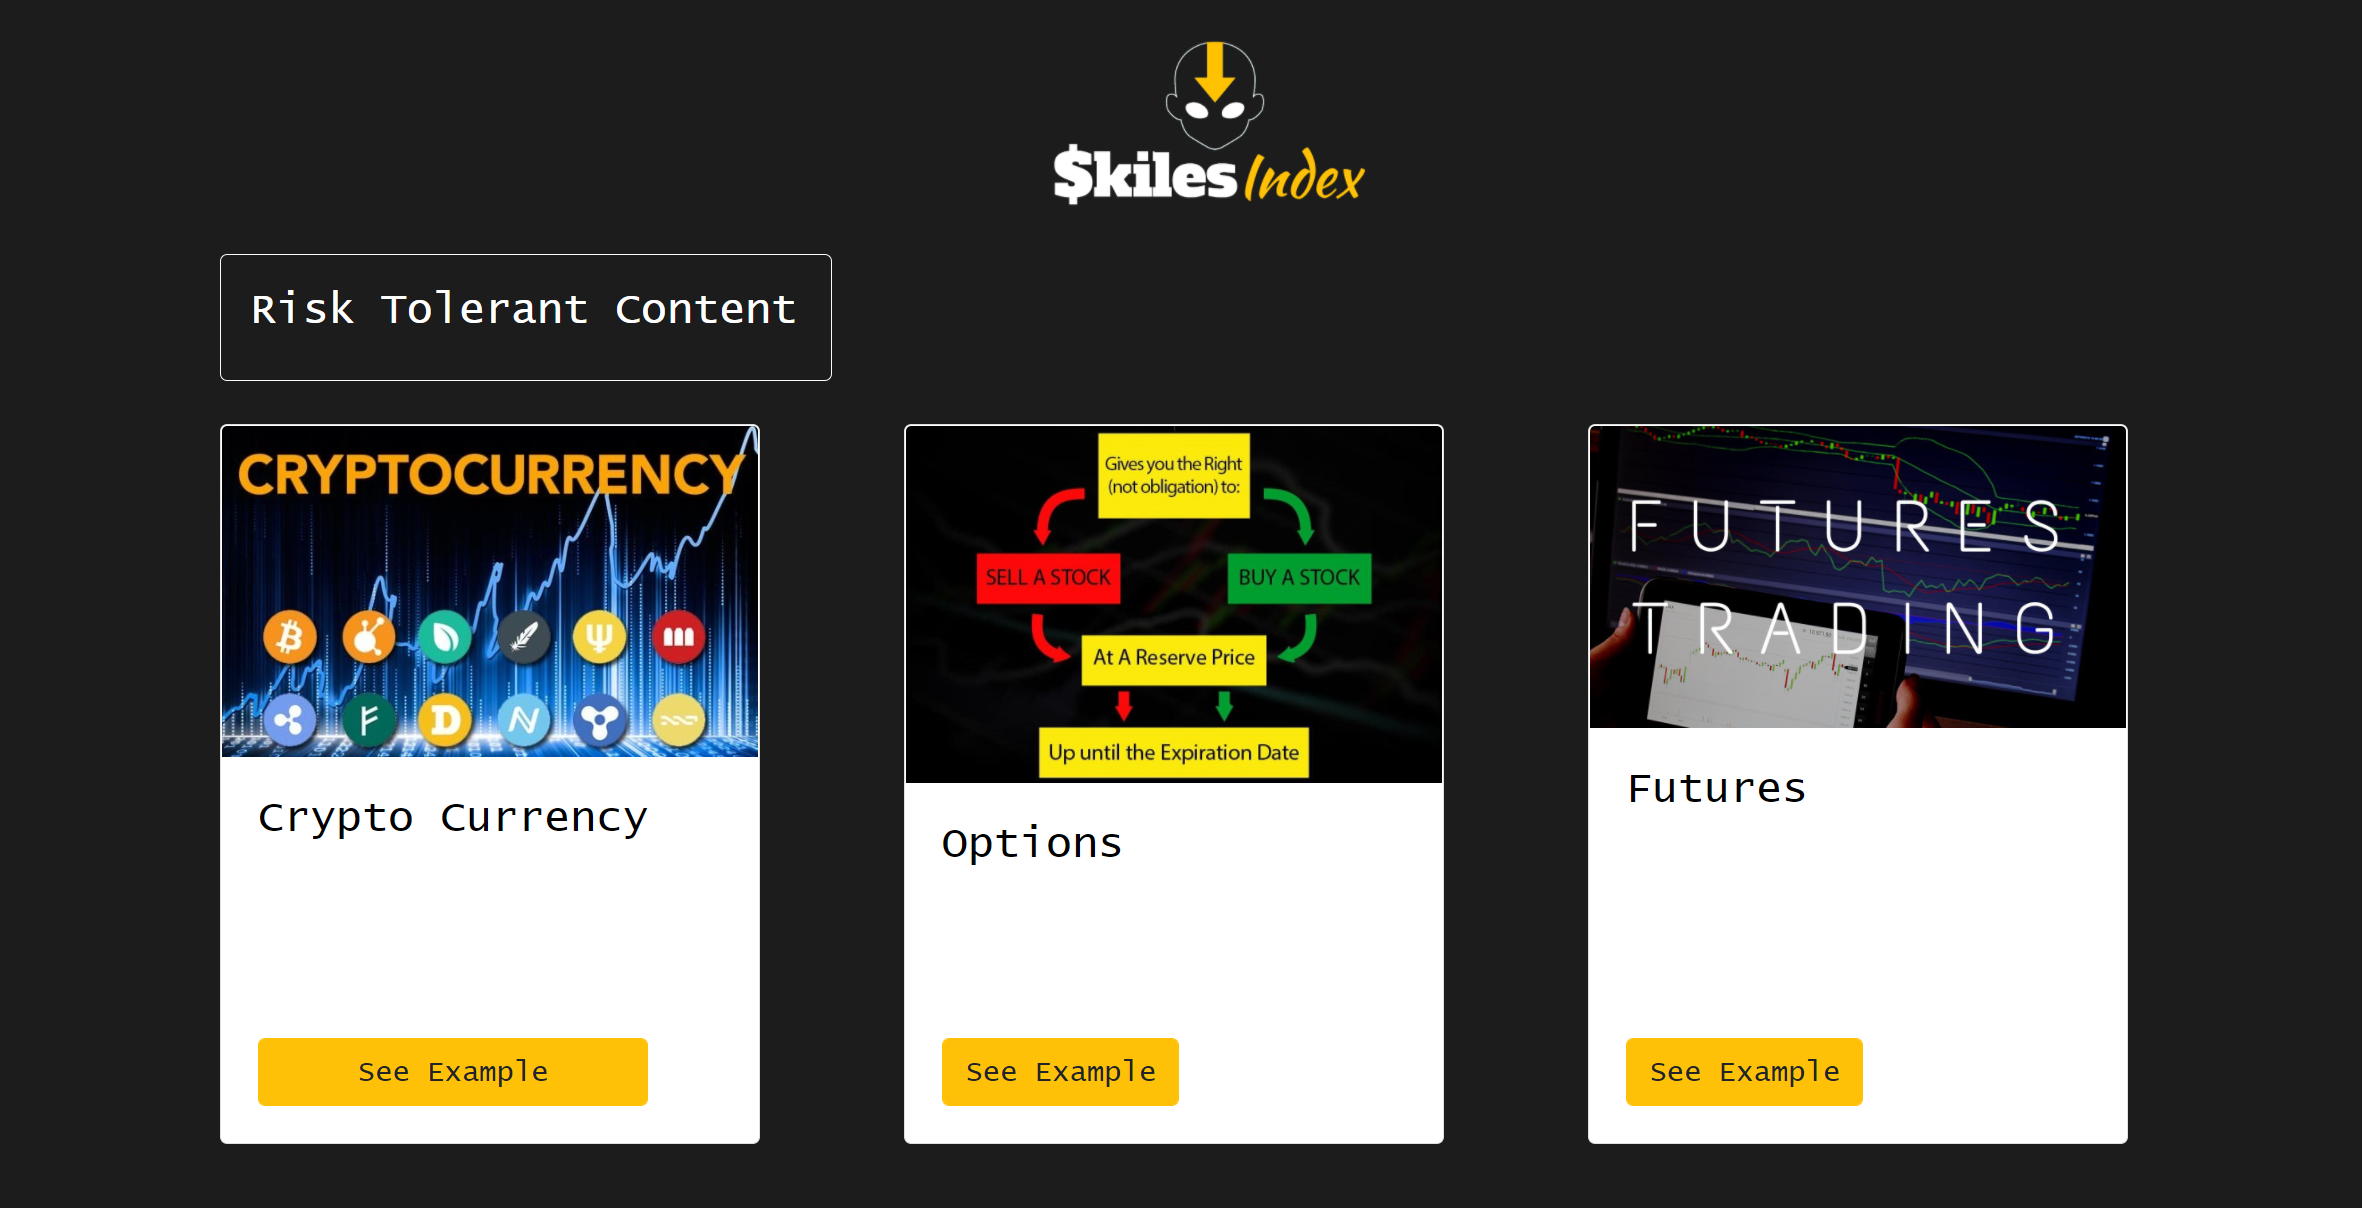 $kiles Index
Risk Tolerant Content
CRYPTOCURRENCY
Crypto Currency
See Example
Gives you the Right
(not obligation) to:
SELL A STOCK
BUY A STOCK
At A Reserve Price
Up until the Expiration Date
Options
See Example
FUTURES
TRADING
Futures
See Example